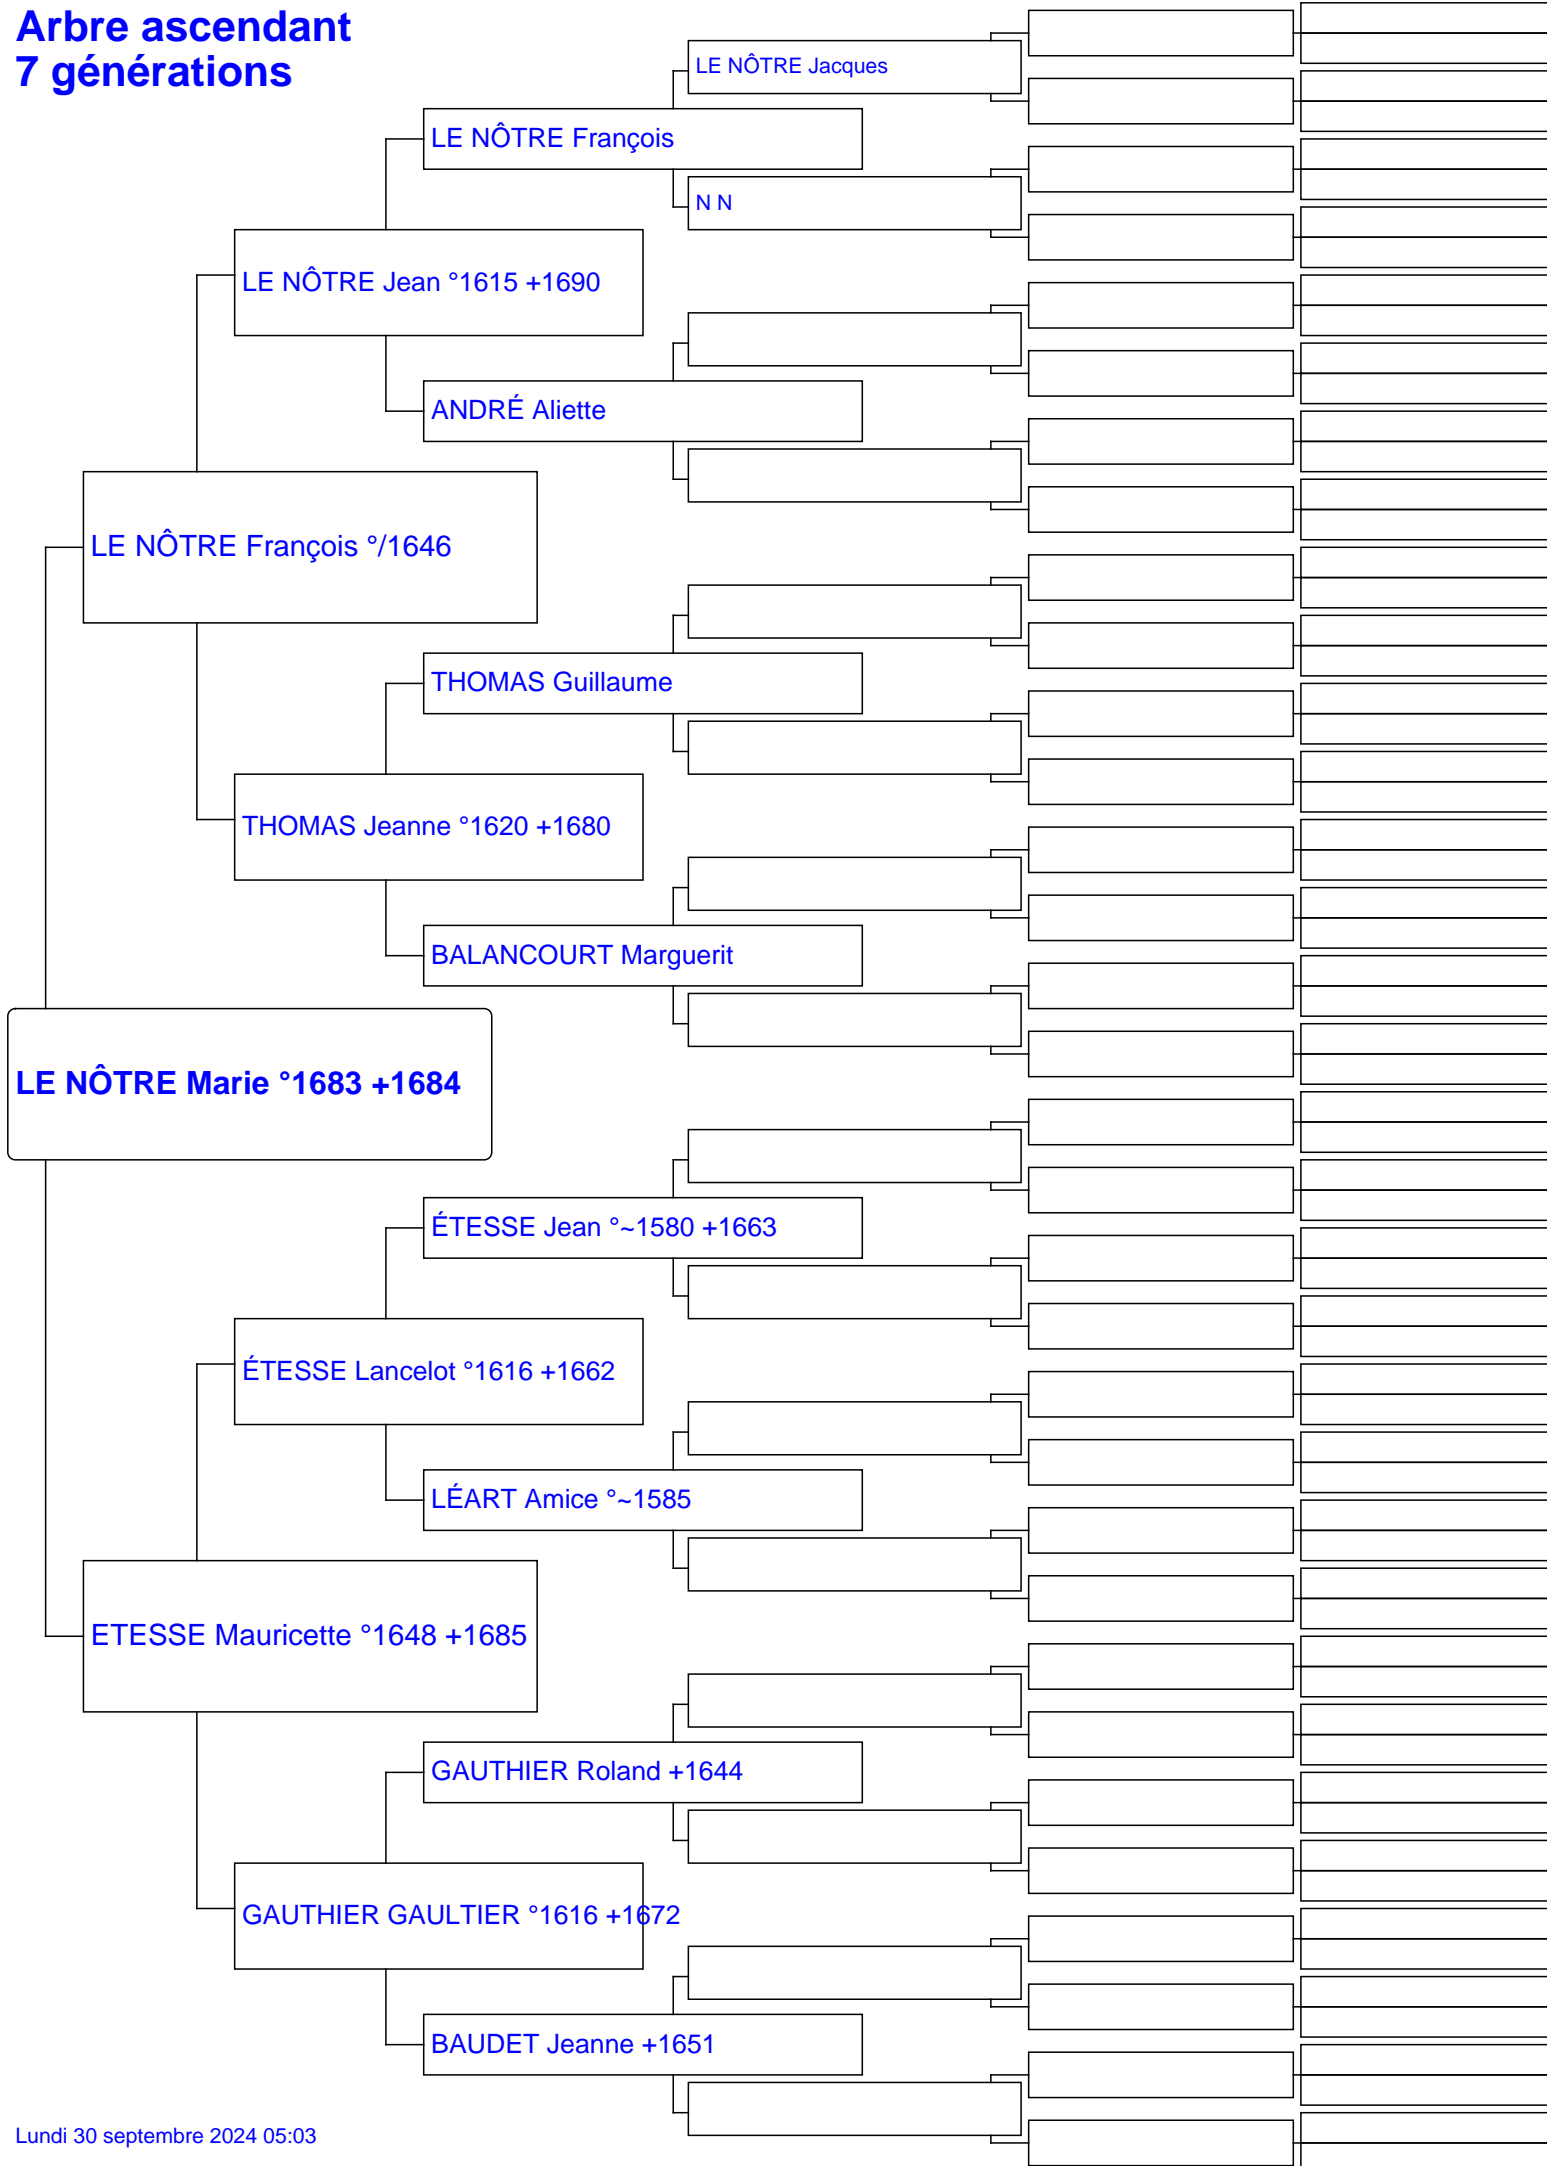 Arbre ascendant
7 générations
LE NÔTRE Jacques
LE NÔTRE François
N N
LE NÔTRE Jean °1615 +1690
ANDRÉ Aliette
LE NÔTRE François °/1646
THOMAS Guillaume
THOMAS Jeanne °1620 +1680
BALANCOURT Marguerit
LE NÔTRE Marie °1683 +1684
ÉTESSE Jean °~1580 +1663
ÉTESSE Lancelot °1616 +1662
LÉART Amice °~1585
ETESSE Mauricette °1648 +1685
GAUTHIER Roland +1644
GAUTHIER GAULTIER °1616 +1672
BAUDET Jeanne +1651
Lundi 30 septembre 2024 05:03